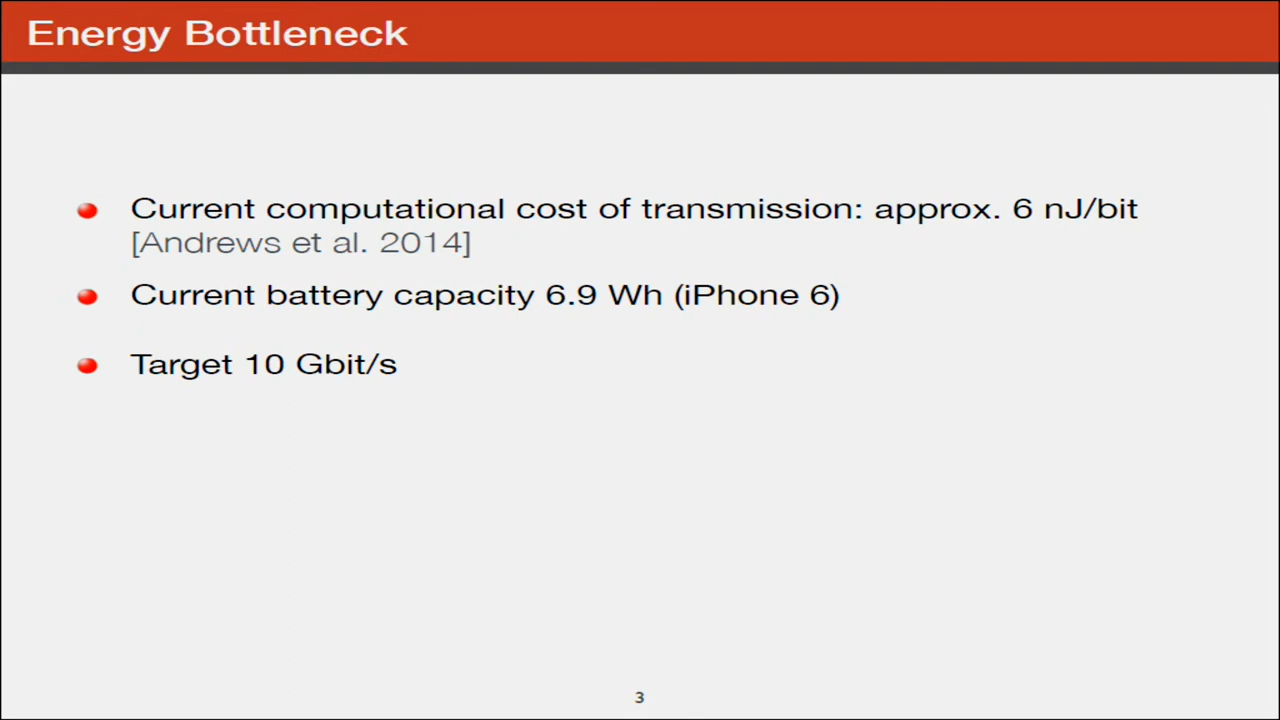 Energy Bottleneck
Current computational cost of transmission: approx. 6 nJ/bit
[Andrews et al. 2014]
Current battery capacity 6.9 Wh (iPhone 6)
Target 10 Gbit/s
3